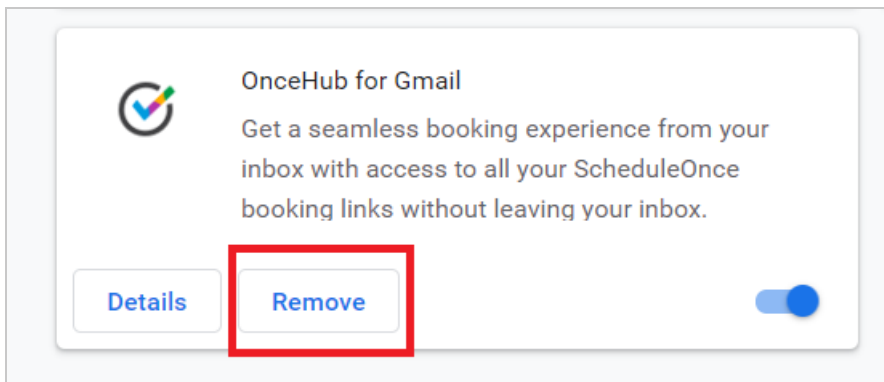 OnceHub for Gmail
Get a seamless booking experience from your
inbox with access to all your ScheduleOnce
booking links without leaving your inbox.
Details
Remove